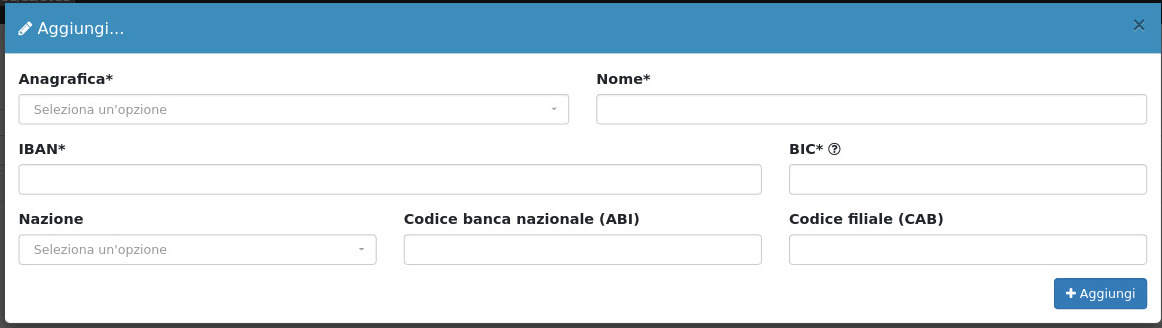 Aggiungi...
×
Anagrafica* Nome*
Seleziona un'opzione
IBAN* BIC*
Nazione Codice banca nazionale (ABI) Codice filiale (CAB)
Seleziona un'opzione
Aggiungi